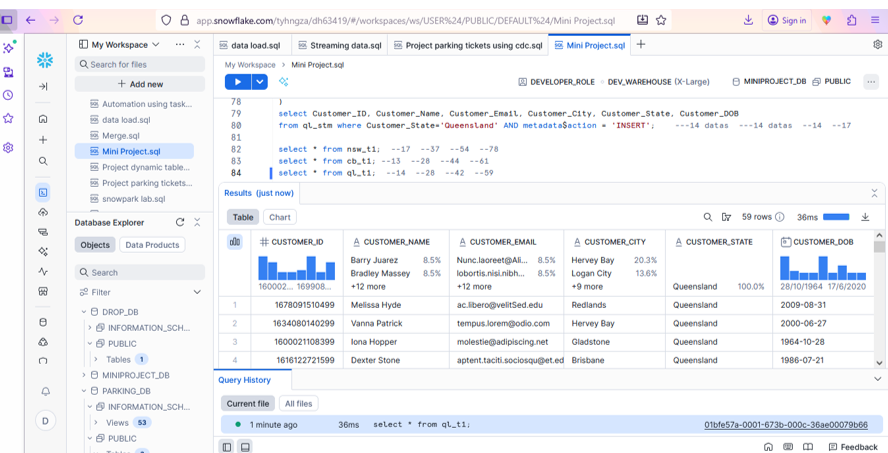 app.snowflake.com/tyhngza/dh63419/#/workspaces/ws/USER%24/PUBLIC/DEFAULT%24/Mini Project.sql
Sign in
My Workspace
Search for files
Add new
Automation using task...
data load.sql
Merge.sql
Mini Project.sql
Project dynamic table...
Project parking tickets...
snowpark lab.sql
Database Explorer
Objects
Data Products
Search
Filter
DROP_DB
INFORMATION_SCH...
PUBLIC
Tables 1
MINIPROJECT_DB
PARKING_DB
INFORMATION_SCH...
Views 53
PUBLIC
D
data load.sql
Streaming data.sql
Project parking tickets using cdc.sql
Mini Project.sql
My Workspace > Mini Project.sql
DEVELOPER_ROLE DEV_WAREHOUSE (X-Large) MINIPROJECT_DB PUBLIC
78 )
79 select Customer_ID, Customer_Name, Customer_Email, Customer_City, Customer_State, Customer_DOB
80 from ql_stm where Customer_State='Queensland' AND metadata$action = 'INSERT'; ---14 datas ---14 datas --14 --17
81
82 select * from nsw_t1; --17 --37 --54 --78
83 select * from cb_t1; --13 --28 --44 --61
84 select * from ql_t1; --14 --28 --42 --59
Results (just now)
Table
Chart
59 rows
36ms
CUSTOMER_ID CUSTOMER_NAME CUSTOMER_EMAIL CUSTOMER_CITY CUSTOMER_STATE CUSTOMER_DOB
Barry Juarez 8.5% Nunc.laoreet@Ali... 8.5% Hervey Bay 20.3%
Bradley Massey 8.5% lobortis.nisi.nibh... 8.5% Logan City 13.6%
160002... 169908... +12 more +12 more +9 more Queensland 100.0% 28/10/1964 17/6/2020
1 1678091510499 Melissa Hyde ac.libero@velitSed.edu Redlands Queensland 2009-08-31
2 1634080140299 Vanna Patrick tempus.lorem@odio.com Hervey Bay Queensland 2000-06-27
3 1600021108399 Iona Hopper molestie@adipiscing.net Gladstone Queensland 1964-10-28
4 1616122721599 Dexter Stone aptent.taciti.sociosqu@et.ed Brisbane Queensland 1986-07-21
Query History
Current file
All files
1 minute ago 36ms select * from ql_t1; 01bfe57a-0001-673b-000c-36ae00079b66
Feedback